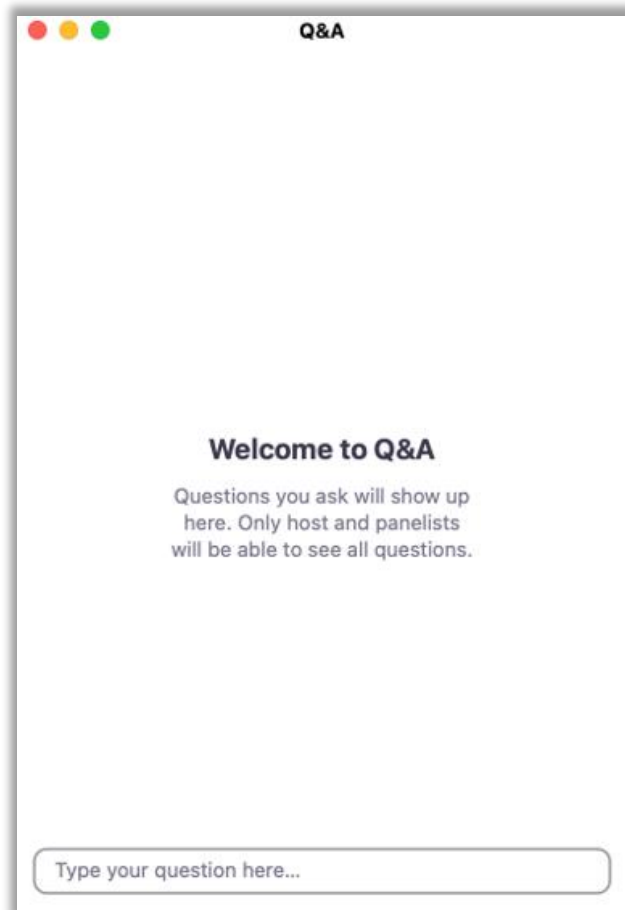 Q&A
Welcome to Q&A
Questions you ask will show up
here. Only host and panelists
will be able to see all questions.
Type your question here...